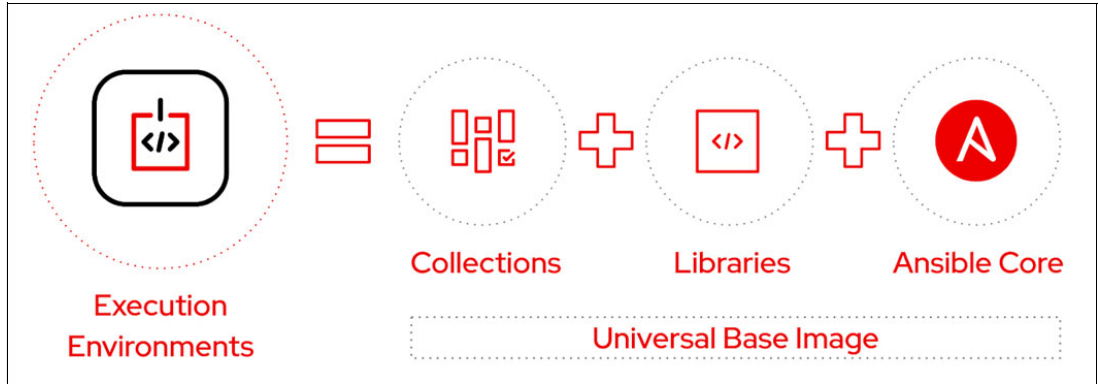 </>
</>
Collections
Libraries
Ansible Core
Execution
Environments
Universal Base Image